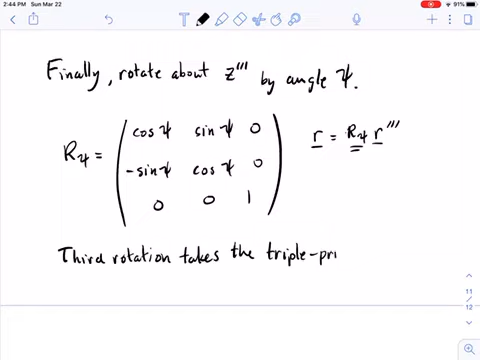 2:44 PM Sun Mar 22
91%
Finally, rotate about z''' by angle ψ.
R_ψ = ( cos ψ sin ψ 0
-sin ψ cos ψ 0
0 0 1 )
r = R_ψ r'''
Third rotation takes the triple-pri
11
/
12